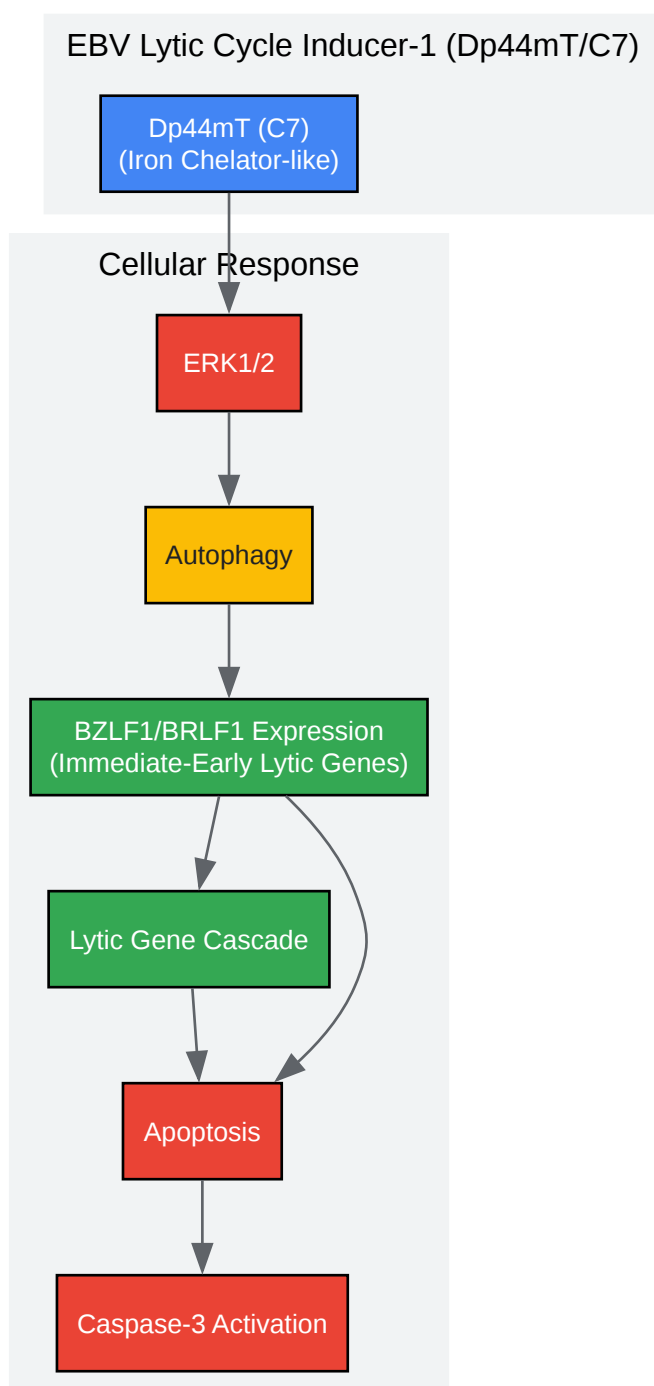 EBV Lytic Cycle Inducer-1 (Dp44mT/C7)
Dp44mT (C7)
(Iron Chelator-like)
Cellular Response
ERK1/2
Autophagy
BZLF1/BRLF1 Expression
(Immediate-Early Lytic Genes)
Lytic Gene Cascade
Apoptosis
Caspase-3 Activation